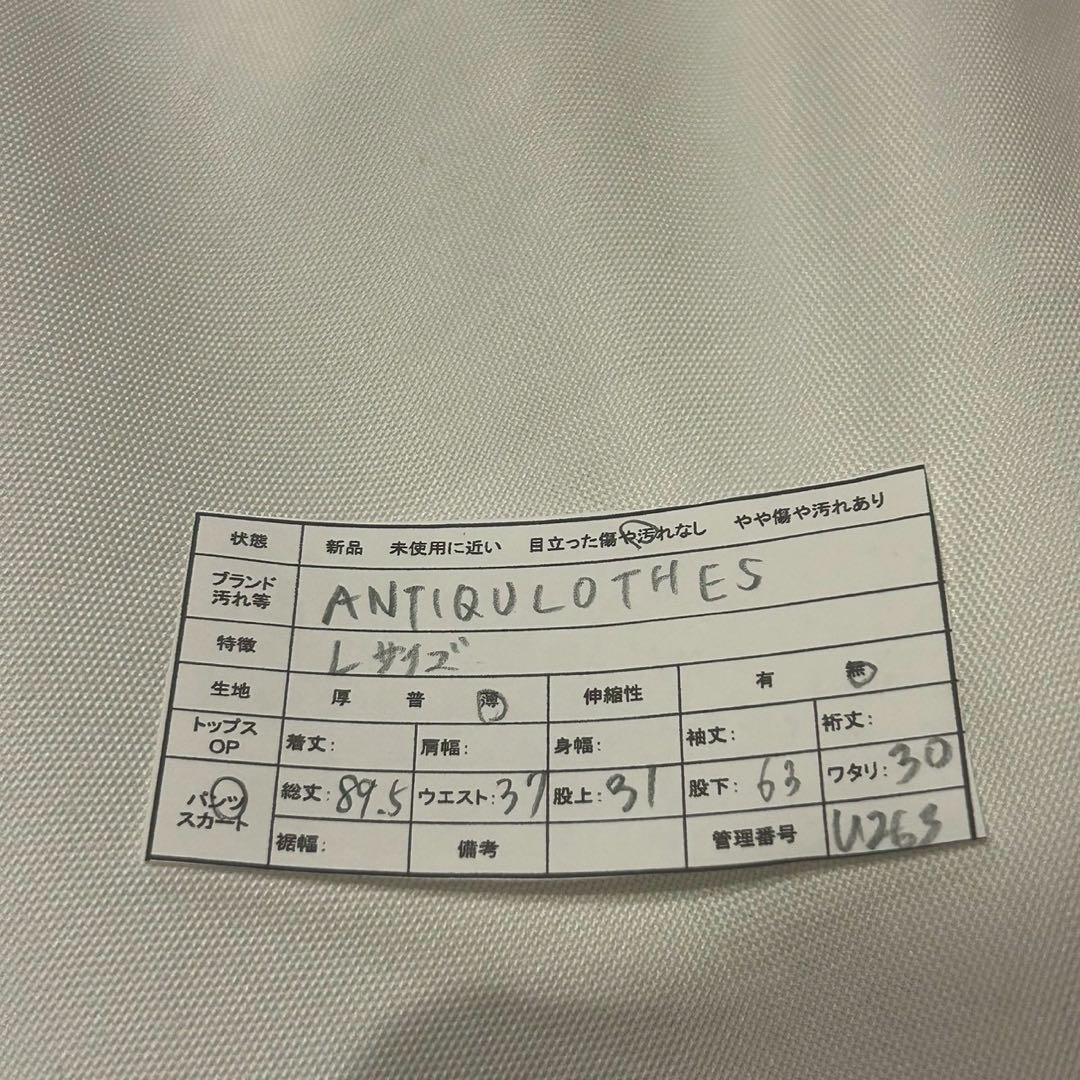 状態 新品 未使用に近い 目立った傷や汚れなし やや傷や汚れあり
ブランド 汚れ等 ANTIQULOTHES
特徴 Lサイズ
生地 厚 普 薄 伸縮性 有 無
トップス OP 着丈: 肩幅: 身幅: 袖丈: 裄丈:
パンツ スカート 総丈: 89.5 ウエスト: 37 股上: 31 股下: 63 ワタリ: 30
裾幅: 備考 管理番号 U263